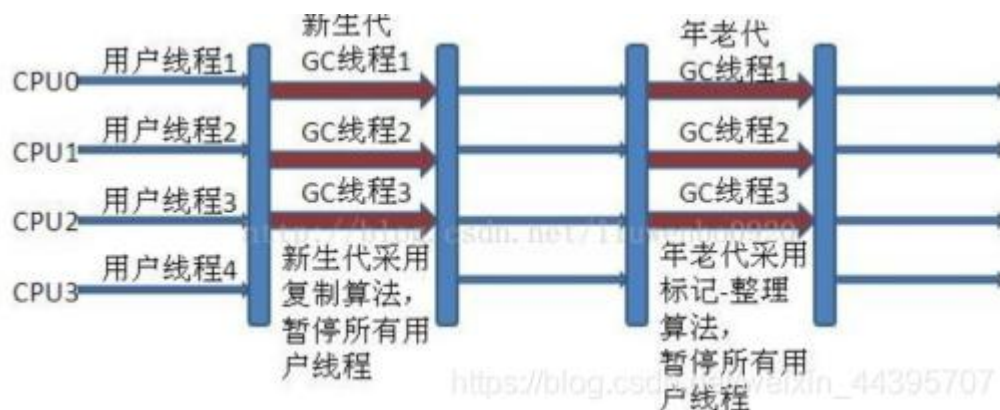 新生代
年老代
用户线程1
GC线程1
GC线程1
CPU0
用户线程2
GC线程2
GC线程2
CPU1
用户线程3
GC线程3
GC线程3
CPU2
用户线程4
新生代采用
复制算法，
暂停所有用
户线程
年老代采用
标记-整理
算法，
暂停所有用
户线程
CPU3